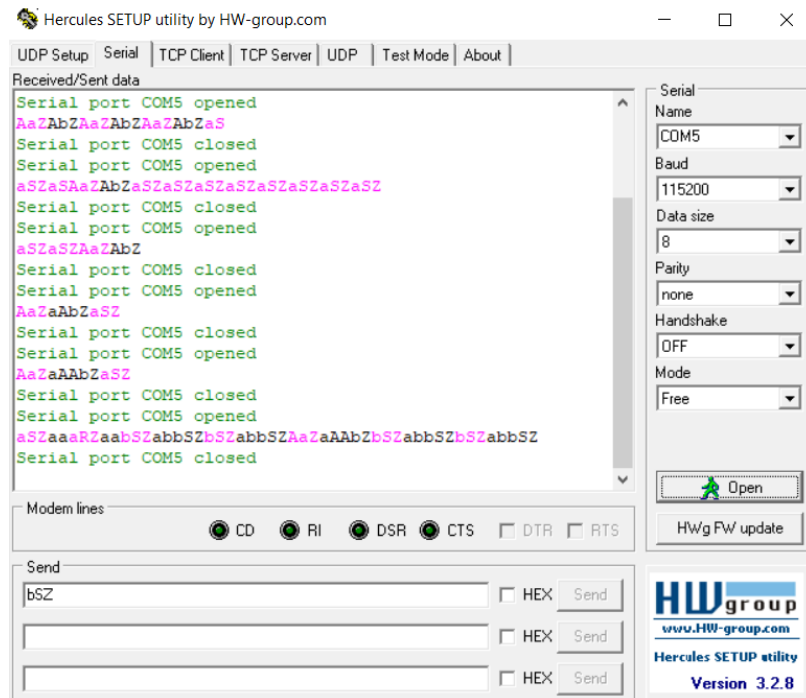 Hercules SETUP utility by HW-group.com
UDP Setup Serial TCP Client TCP Server UDP Test Mode About
Received/Sent data
Serial port COM5 opened
AaZAbZAaZAbZAaZAbZaS
Serial port COM5 closed
Serial port COM5 opened
aSZaSAaZAbZaSZaSZaSZaSZaSZaSZaSZaSZ
Serial port COM5 closed
Serial port COM5 opened
aSZaSZAaZAbZ
Serial port COM5 closed
Serial port COM5 opened
AaZaAbZaSZ
Serial port COM5 closed
Serial port COM5 opened
AaZaAAbZaSZ
Serial port COM5 closed
Serial port COM5 opened
aSZaaaRZaabSZabbSZbSZabbSZAaZaAAbZbSZabbSZbSZabbSZ
Serial port COM5 closed
Serial
Name
COM5
Baud
115200
Data size
8
Parity
none
Handshake
OFF
Mode
Free
Open
HWg FW update
Modem lines
CD RI DSR CTS DTR RTS
Send
bSZ HEX Send
HEX Send
HEX Send
HW group
www.HW-group.com
Hercules SETUP utility
Version 3.2.8